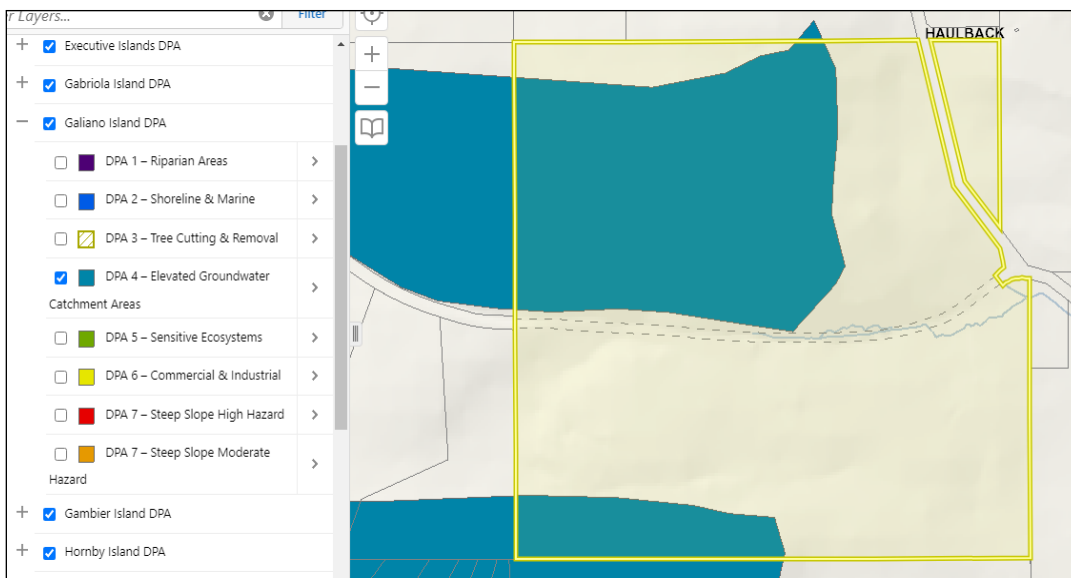 r Layers...
Filter
Executive Islands DPA
Gabriola Island DPA
Galiano Island DPA
DPA 1 – Riparian Areas
DPA 2 – Shoreline & Marine
DPA 3 – Tree Cutting & Removal
DPA 4 – Elevated Groundwater
Catchment Areas
DPA 5 – Sensitive Ecosystems
DPA 6 – Commercial & Industrial
DPA 7 – Steep Slope High Hazard
DPA 7 – Steep Slope Moderate
Hazard
Gambier Island DPA
Hornby Island DPA
HAULBACK